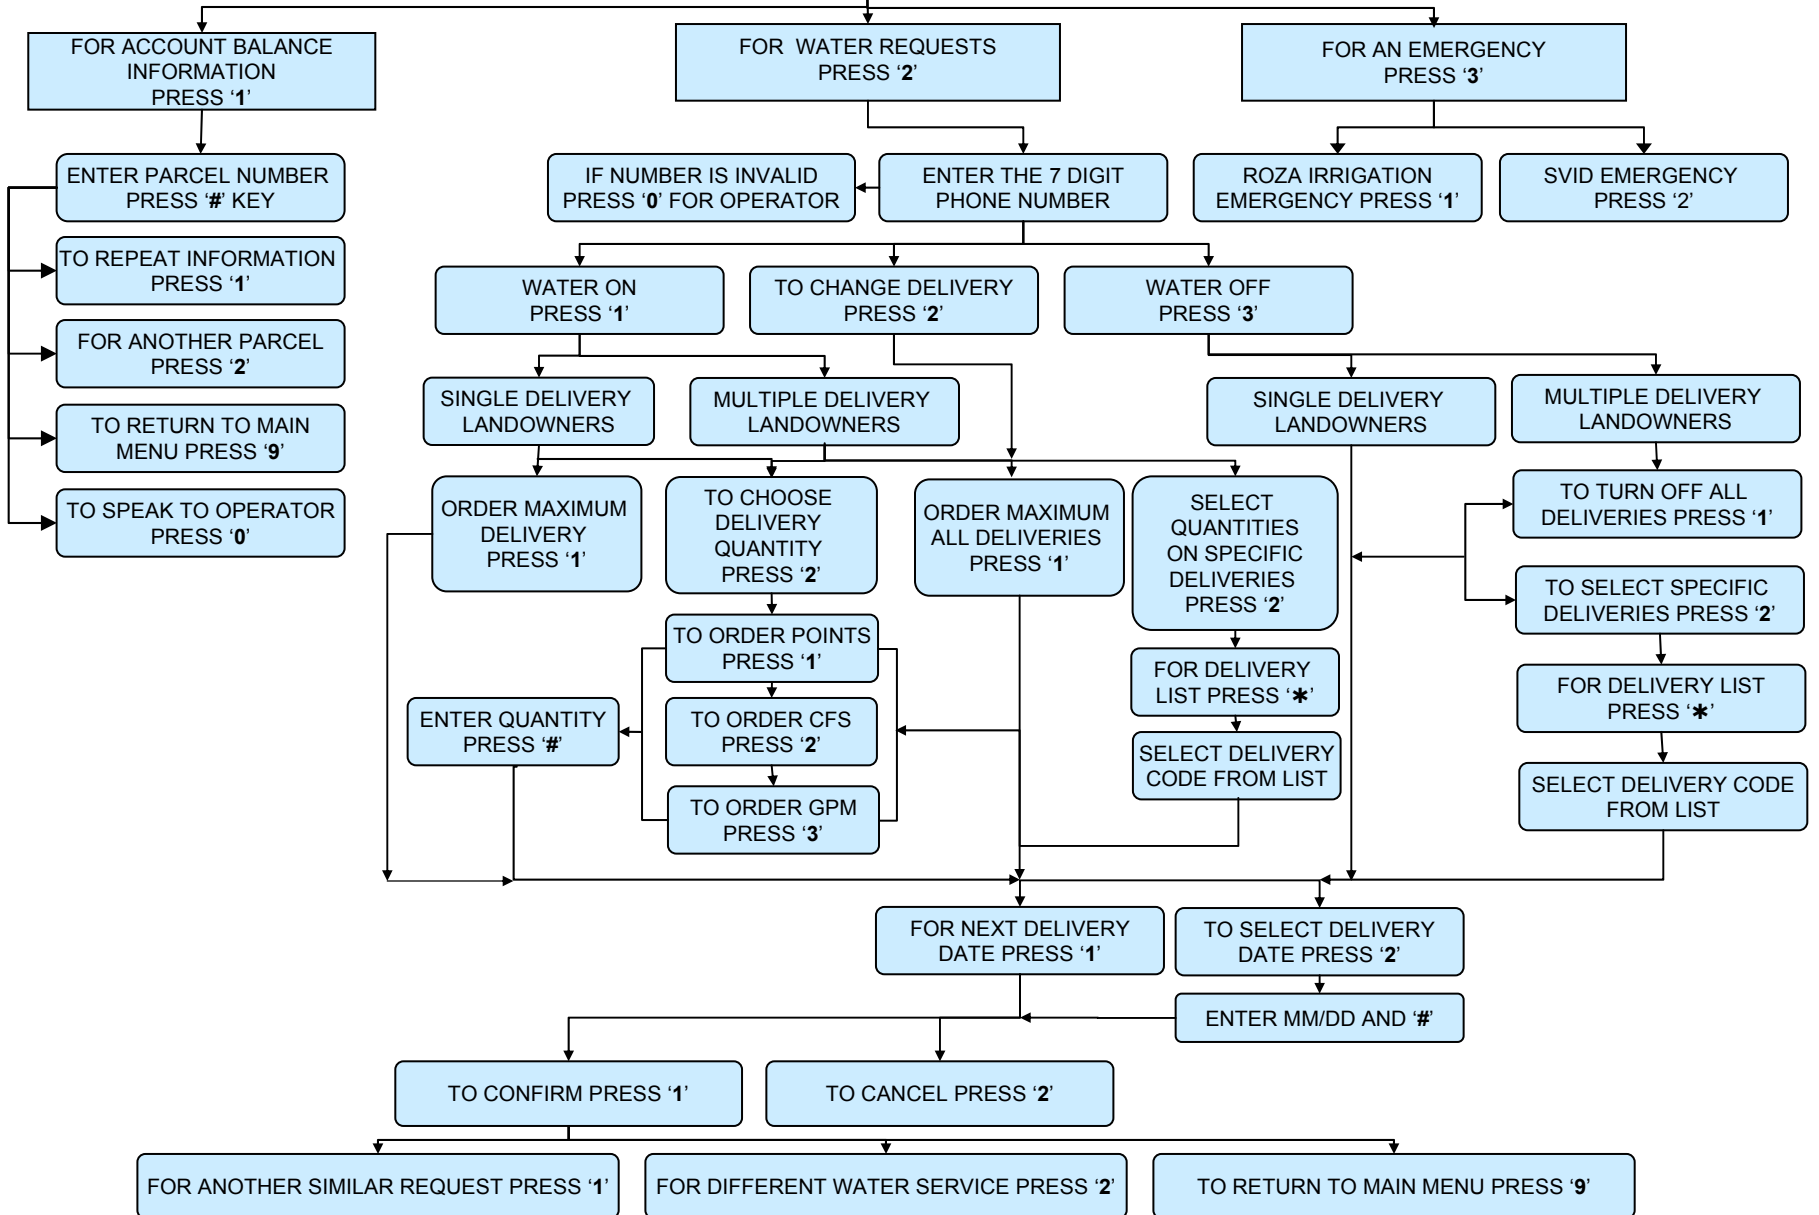 FOR ACCOUNT BALANCE
INFORMATION
PRESS ‘1’
FOR WATER REQUESTS
PRESS ‘2’
FOR AN EMERGENCY
PRESS ‘3’
ENTER PARCEL NUMBER
PRESS ‘#’ KEY
IF NUMBER IS INVALID
PRESS ‘0’ FOR OPERATOR
ENTER THE 7 DIGIT
PHONE NUMBER
ROZA IRRIGATION
EMERGENCY PRESS ‘1’
SVID EMERGENCY
PRESS ‘2’
TO REPEAT INFORMATION
PRESS ‘1’
WATER ON
PRESS ‘1’
TO CHANGE DELIVERY
PRESS ‘2’
WATER OFF
PRESS ‘3’
FOR ANOTHER PARCEL
PRESS ‘2’
SINGLE DELIVERY
LANDOWNERS
MULTIPLE DELIVERY
LANDOWNERS
SINGLE DELIVERY
LANDOWNERS
MULTIPLE DELIVERY
LANDOWNERS
TO RETURN TO MAIN
MENU PRESS ‘9’
TO SPEAK TO OPERATOR
PRESS ‘0’
ORDER MAXIMUM
DELIVERY
PRESS ‘1’
TO CHOOSE
DELIVERY
QUANTITY
PRESS ‘2’
ORDER MAXIMUM
ALL DELIVERIES
PRESS ‘1’
SELECT
QUANTITIES
ON SPECIFIC
DELIVERIES
PRESS ‘2’
TO TURN OFF ALL
DELIVERIES PRESS ‘1’
TO SELECT SPECIFIC
DELIVERIES PRESS ‘2’
TO ORDER POINTS
PRESS ‘1’
FOR DELIVERY
LIST PRESS ‘✱’
FOR DELIVERY LIST
PRESS ‘✱’
ENTER QUANTITY
PRESS ‘#’
TO ORDER CFS
PRESS ‘2’
SELECT DELIVERY
CODE FROM LIST
SELECT DELIVERY CODE
FROM LIST
TO ORDER GPM
PRESS ‘3’
FOR NEXT DELIVERY
DATE PRESS ‘1’
TO SELECT DELIVERY
DATE PRESS ‘2’
ENTER MM/DD AND ‘#’
TO CONFIRM PRESS ‘1’
TO CANCEL PRESS ‘2’
FOR ANOTHER SIMILAR REQUEST PRESS ‘1’
FOR DIFFERENT WATER SERVICE PRESS ‘2’
TO RETURN TO MAIN MENU PRESS ‘9’